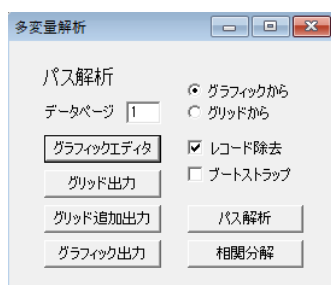 多変量解析
パス解析
データページ 1
グラフィックから
グリッドから
グラフィックエディタ
レコード除去
グリッド出力
ブートストラップ
グリッド追加出力
パス解析
グラフィック出力
相関分解